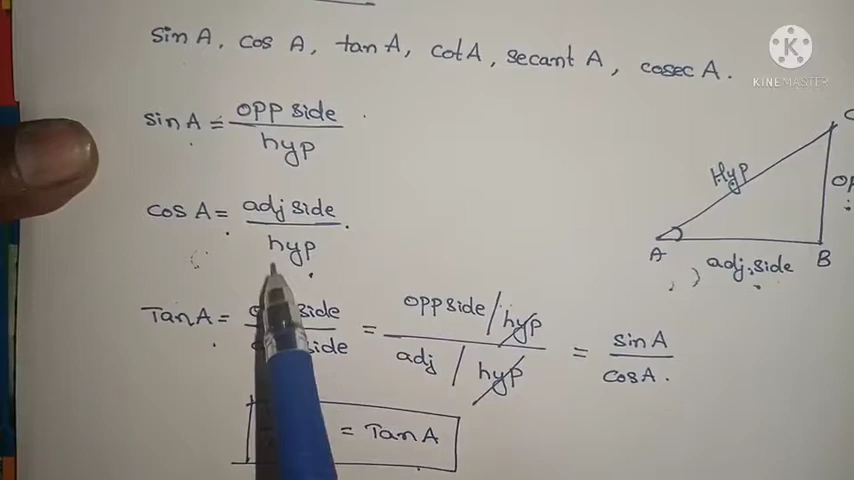 sin A, cos A, tan A, cot A, secant A, cosec A.
KINEMASTER
sin A = opp side / hyp
cos A = adj side / hyp
Hyp
A adj. side B
Tan A = side / side = opp side / hyp / adj / hyp = sin A / cos A.
= Tan A